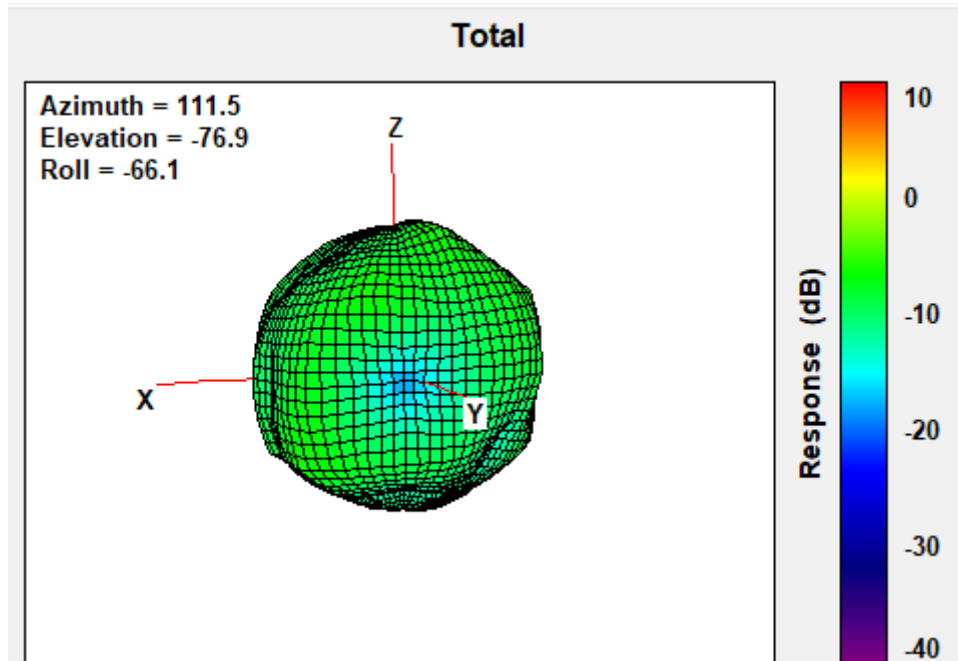 Total
Azimuth = 111.5
Elevation = -76.9
Roll = -66.1
Z
X
Y
Response (dB)
10
0
-10
-20
-30
-40